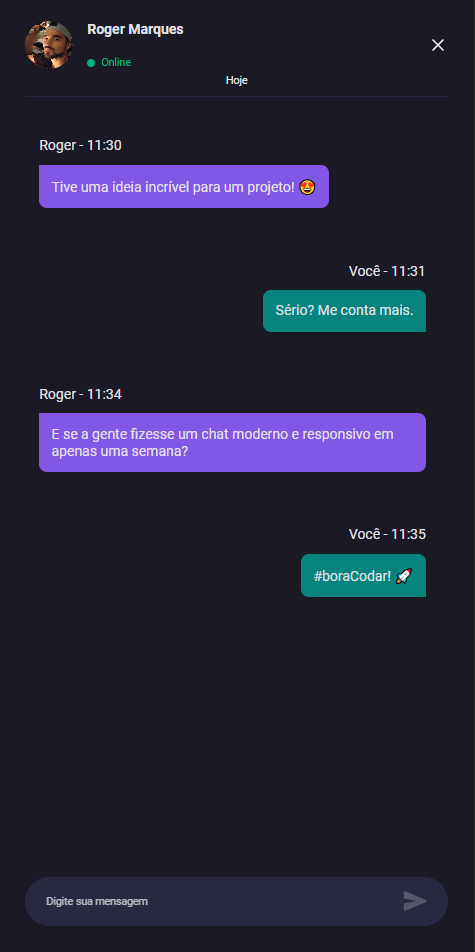 Roger Marques
Online
Hoje
Roger - 11:30
Tive uma ideia incrível para um projeto! 🤩
Você - 11:31
Sério? Me conta mais.
Roger - 11:34
E se a gente fizesse um chat moderno e responsivo em
apenas uma semana?
Você - 11:35
#boraCodar! 🚀
Digite sua mensagem